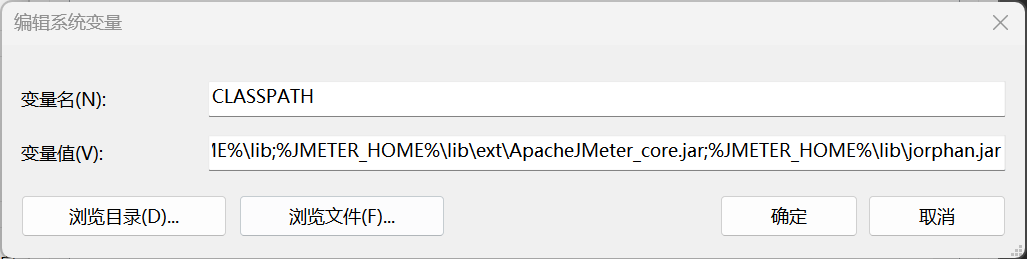 编辑系统变量
变量名(N):
CLASSPATH
变量值(V):
ME%\lib;%JMETER_HOME%\lib\ext\ApacheJMeter_core.jar;%JMETER_HOME%\lib\jorphan.jar
浏览目录(D)... 浏览文件(F)... 确定 取消